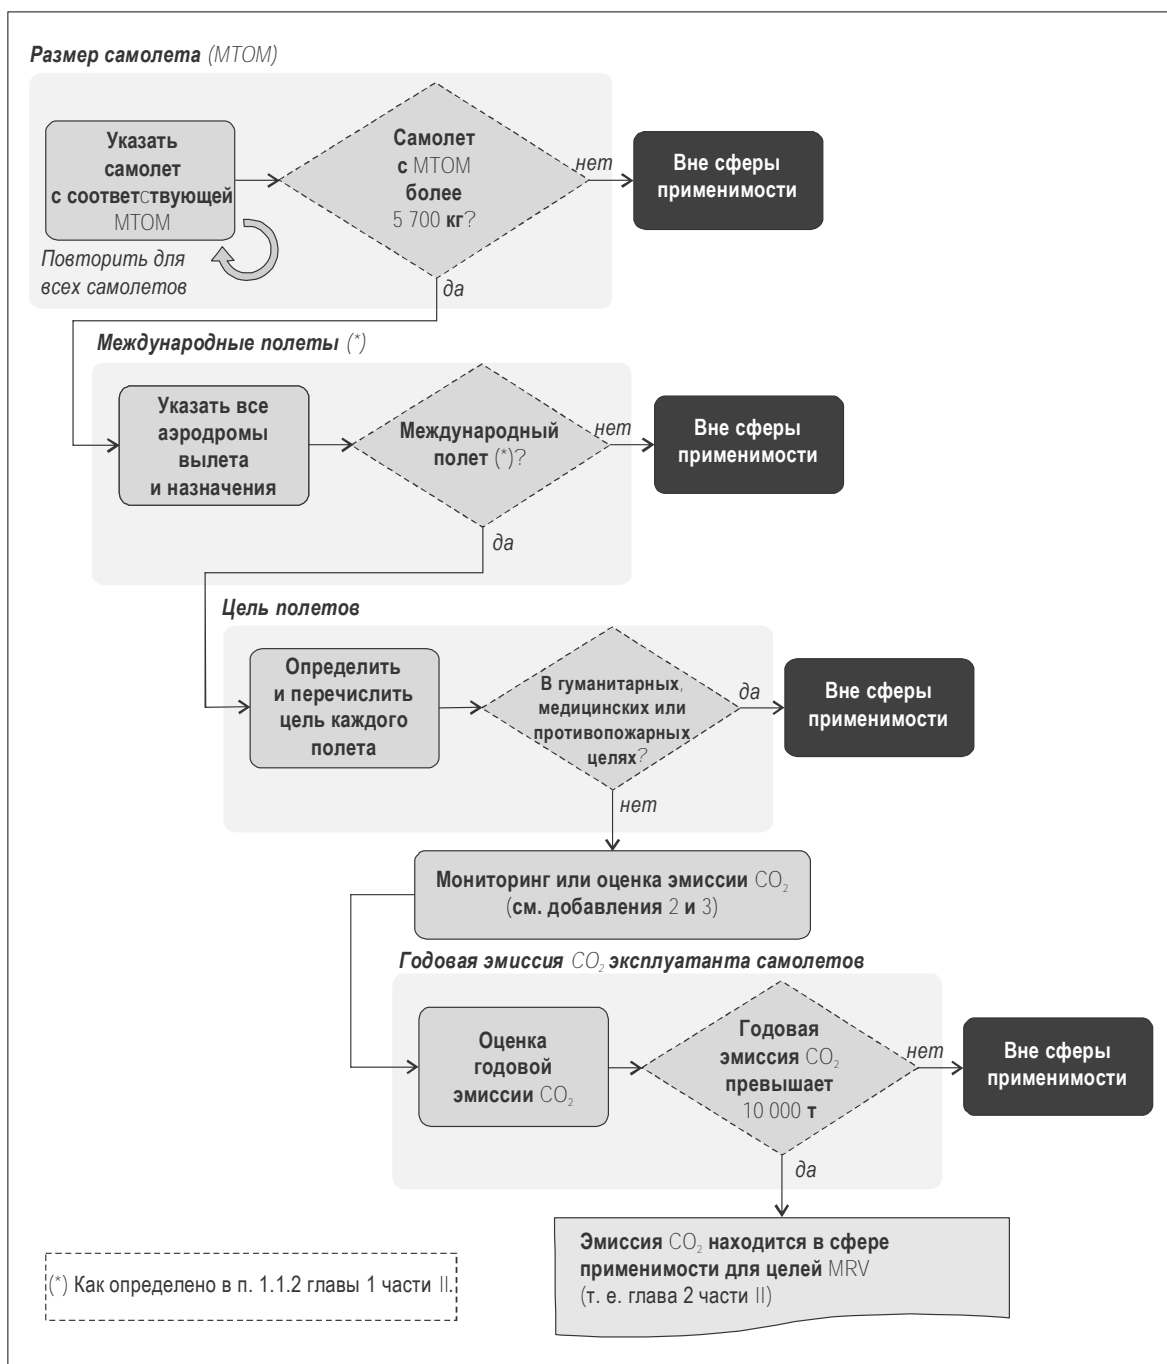 Размер самолета (МТОМ)
Указать
самолет
с соответствующей
МТОМ
Повторить для
всех самолетов
Самолет
с МТОМ
более
5 700 кг?
нет
Вне сферы
применимости
да
Международные полеты (*)
Указать все
аэродромы
вылета
и назначения
Международный
полет (*)?
нет
Вне сферы
применимости
да
Цель полетов
Определить
и перечислить
цель каждого
полета
В гуманитарных,
медицинских или
противопожарных
целях?
да
Вне сферы
применимости
нет
Мониторинг или оценка эмиссии CO₂
(см. добавления 2 и 3)
Годовая эмиссия CO₂ эксплуатанта самолетов
Оценка
годовой
эмиссии CO₂
Годовая
эмиссия CO₂
превышает
10 000 т
нет
Вне сферы
применимости
да
Эмиссия CO₂ находится в сфере
применимости для целей MRV
(т. е. глава 2 части II)
(*) Как определено в п. 1.1.2 главы 1 части II.